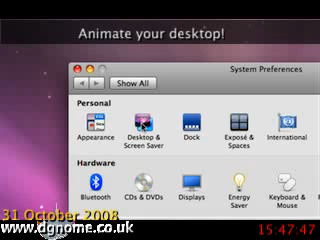 Animate your desktop!
System Preferences
Show All
Personal
Appearance
Desktop & Screen Saver
Dock
Exposé & Spaces
International
Hardware
Bluetooth
CDs & DVDs
Displays
Energy Saver
Keyboard & Mouse
31 October 2008
www.dgnome.co.uk
15:47:47